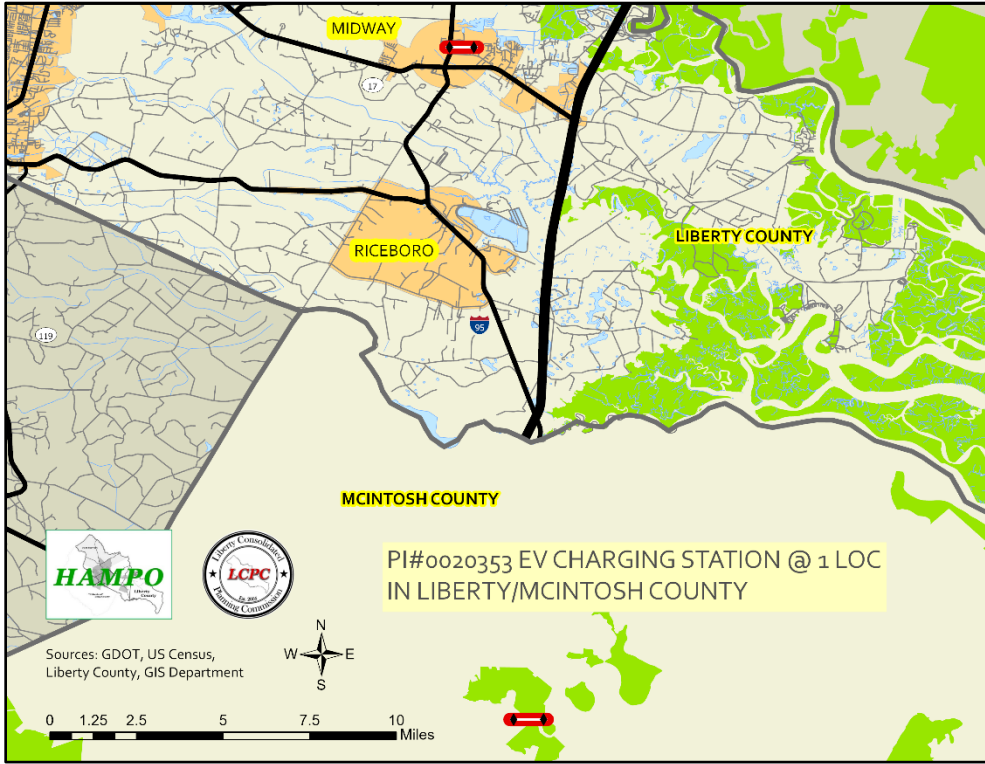 MIDWAY
17
LIBERTY COUNTY
RICEBORO
95
119
MCINTOSH COUNTY
PI#0020353 EV CHARGING STATION @ 1 LOC
IN LIBERTY/MCINTOSH COUNTY
HAMPO
Liberty
County
Liberty Consolidated
LCPC
Planning Commission
N
W E
S
Sources: GDOT, US Census,
Liberty County, GIS Department
0 1.25 2.5 5 7.5 10
Miles